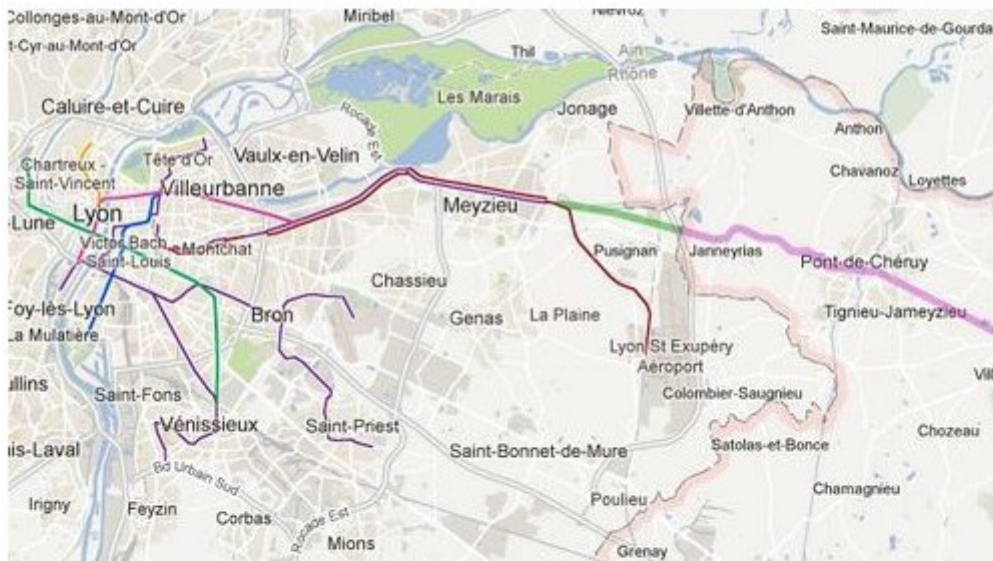 Collonges-au-Mont-d'Or
Miribel
Nievroz
Saint-Maurice-de-Gourda
t-Cyr-au-Mont-d'Or
Thil
Ain
Rhône
Caluire-et-Cuire
Les Marais
Jonage
Villette-d'Anthon
Rocade Est
Anthon
Chartreux -
Saint-Vincent
Tête d'Or
Vaulx-en-Velin
Chavanoz
Loyettes
Villeurbanne
-Lune
Lyon
Meyzieu
Victor Bach
Saint-Louis
Montchat
Pusignan
Janneyrias
Pont-de-Chéruy
Chassieu
Foy-lès-Lyon
Bron
Genas
La Plaine
Tignieu-Jameyzieu
La Mulatière
Lyon St Exupéry
Aéroport
ullins
Saint-Fons
Colombier-Saugnieu
Vill
Vénissieux
Saint-Priest
Chozeau
is-Laval
Saint-Bonnet-de-Mure
Satolas-et-Bonce
Bd Urbain Sud
Chamagnieu
Irigny
Feyzin
Corbas
Rocade Est
Poulieu
Mions
Grenay